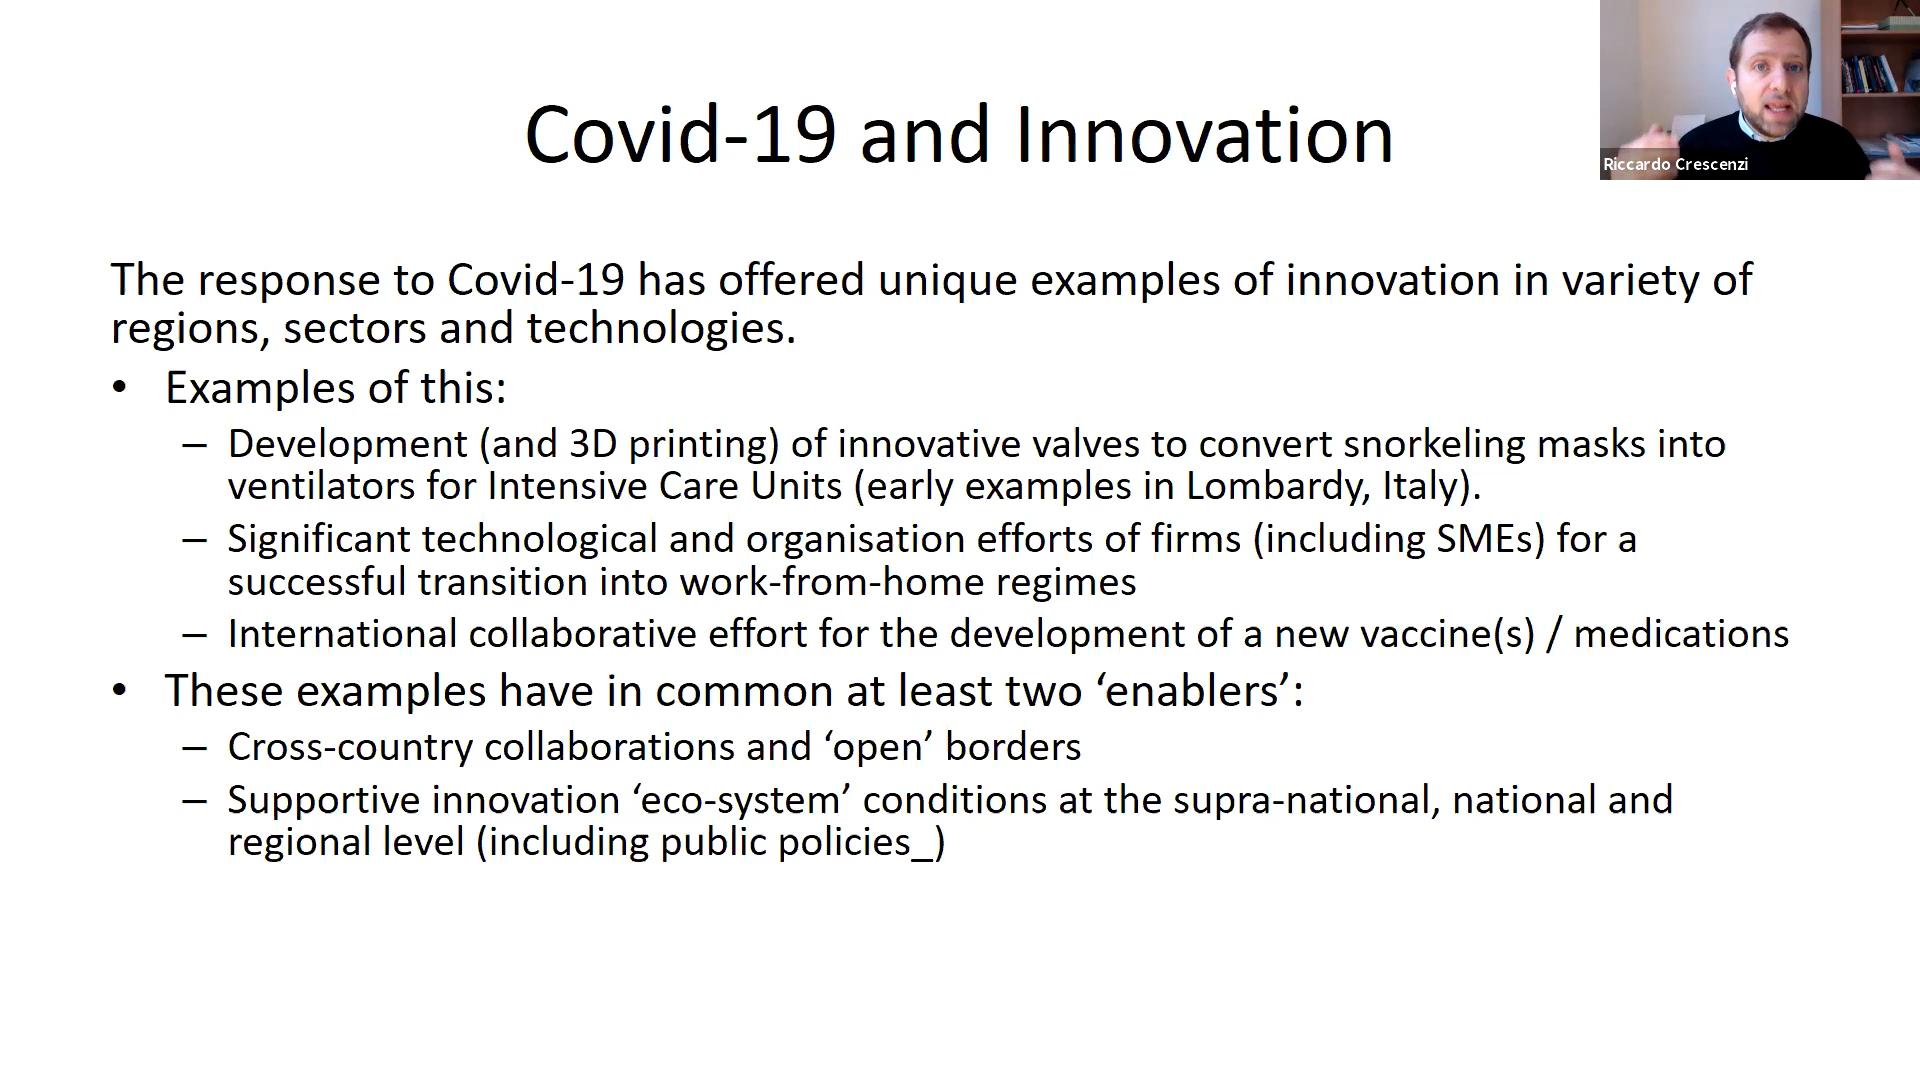 Covid-19 and Innovation
Riccardo Crescenzi
The response to Covid-19 has offered unique examples of innovation in variety of
regions, sectors and technologies.
• Examples of this:
– Development (and 3D printing) of innovative valves to convert snorkeling masks into
ventilators for Intensive Care Units (early examples in Lombardy, Italy).
– Significant technological and organisation efforts of firms (including SMEs) for a
successful transition into work-from-home regimes
– International collaborative effort for the development of a new vaccine(s) / medications
• These examples have in common at least two ‘enablers’:
– Cross-country collaborations and ‘open’ borders
– Supportive innovation ‘eco-system’ conditions at the supra-national, national and
regional level (including public policies_)